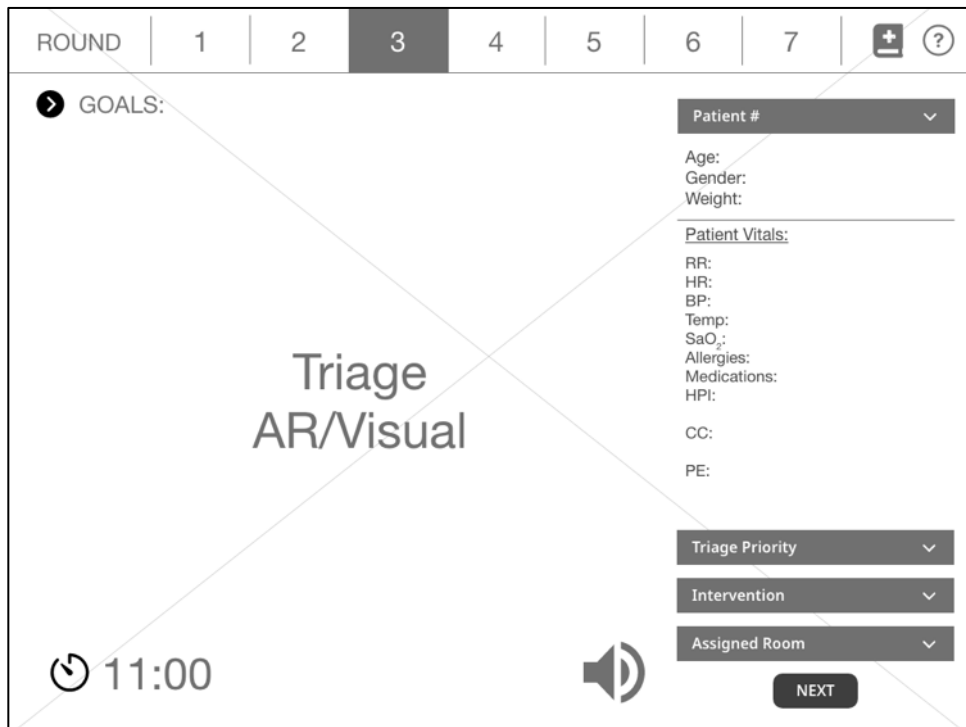 ROUND 1 2 3 4 5 6 7 ?
GOALS:
Triage
AR/Visual
11:00
Patient #
Age:
Gender:
Weight:
Patient Vitals:
RR:
HR:
BP:
Temp:
SaO₂:
Allergies:
Medications:
HPI:
CC:
PE:
Triage Priority
Intervention
Assigned Room
NEXT